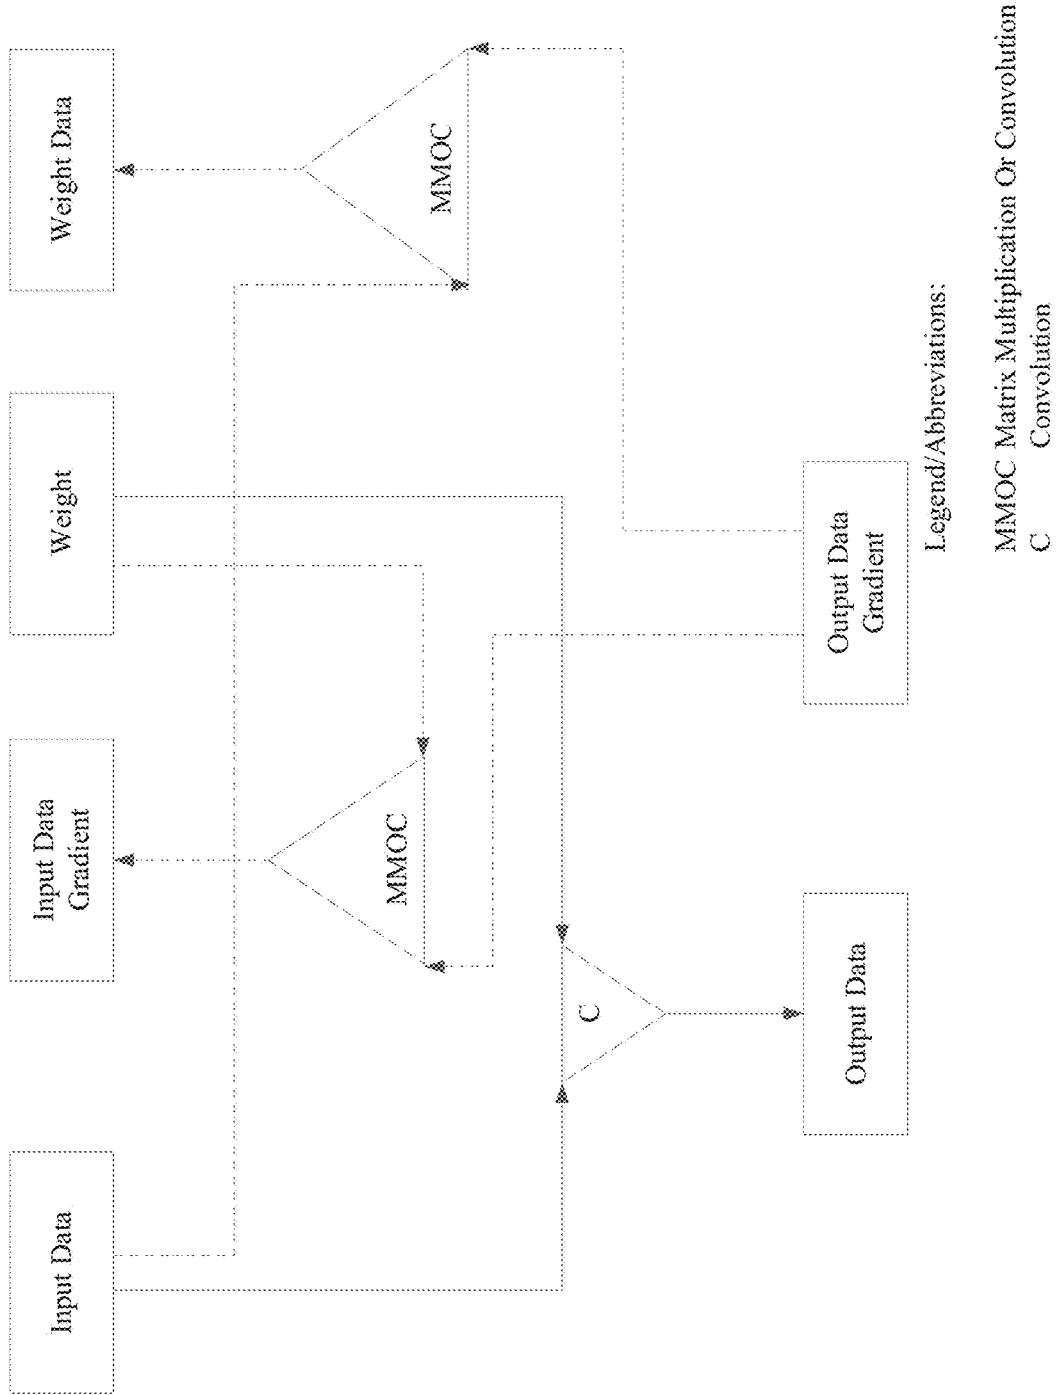 Input Data
Input Data
Gradient
Weight
Weight Data
MMOC
MMOC
C
Output Data
Output Data
Gradient
Legend/Abbreviations:
MMOC Matrix Multiplication Or Convolution
C Convolution